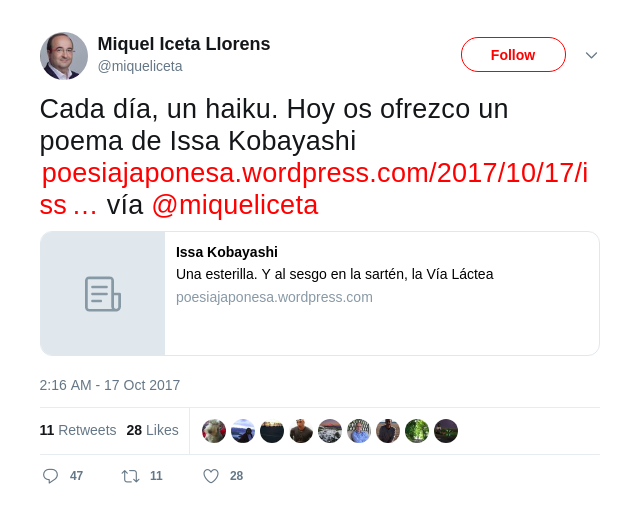 Miquel Iceta Llorens
@miqueliceta
Follow
Cada día, un haiku. Hoy os ofrezco un
poema de Issa Kobayashi
poesiajaponesa.wordpress.com/2017/10/17/i
ss … vía @miqueliceta
Issa Kobayashi
Una esterilla. Y al sesgo en la sartén, la Vía Láctea
poesiajaponesa.wordpress.com
2:16 AM - 17 Oct 2017
11 Retweets 28 Likes
47 11 28